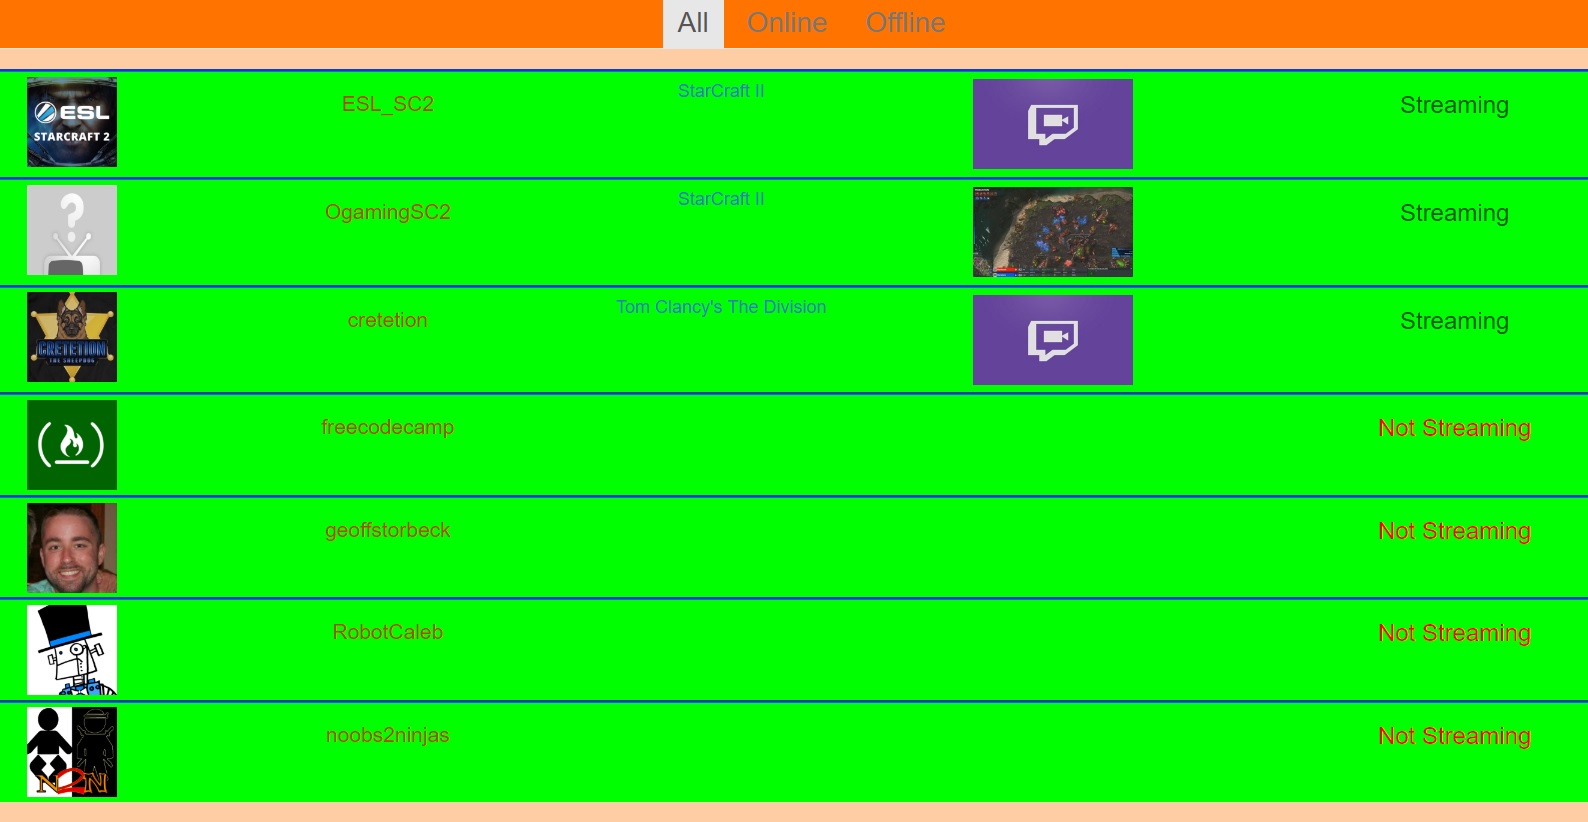 All Online Offline
ESL
STARCRAFT 2
ESL_SC2 StarCraft II Streaming
OgamingSC2 StarCraft II Streaming
CRETETION
THE SHEEPDOG
cretetion Tom Clancy's The Division Streaming
freecodecamp Not Streaming
geoffstorbeck Not Streaming
RobotCaleb Not Streaming
noobs2ninjas Not Streaming
N2N